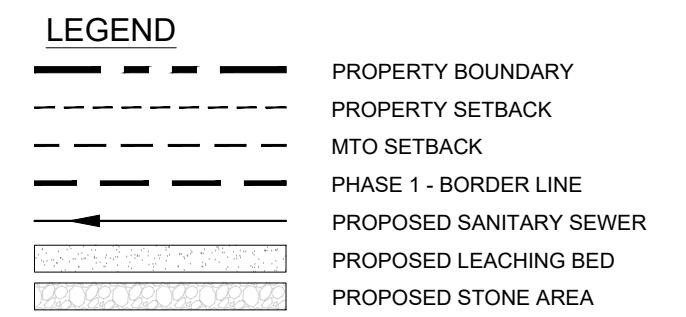 LEGEND
PROPERTY BOUNDARY
PROPERTY SETBACK
MTO SETBACK
PHASE 1 - BORDER LINE
PROPOSED SANITARY SEWER
PROPOSED LEACHING BED
PROPOSED STONE AREA